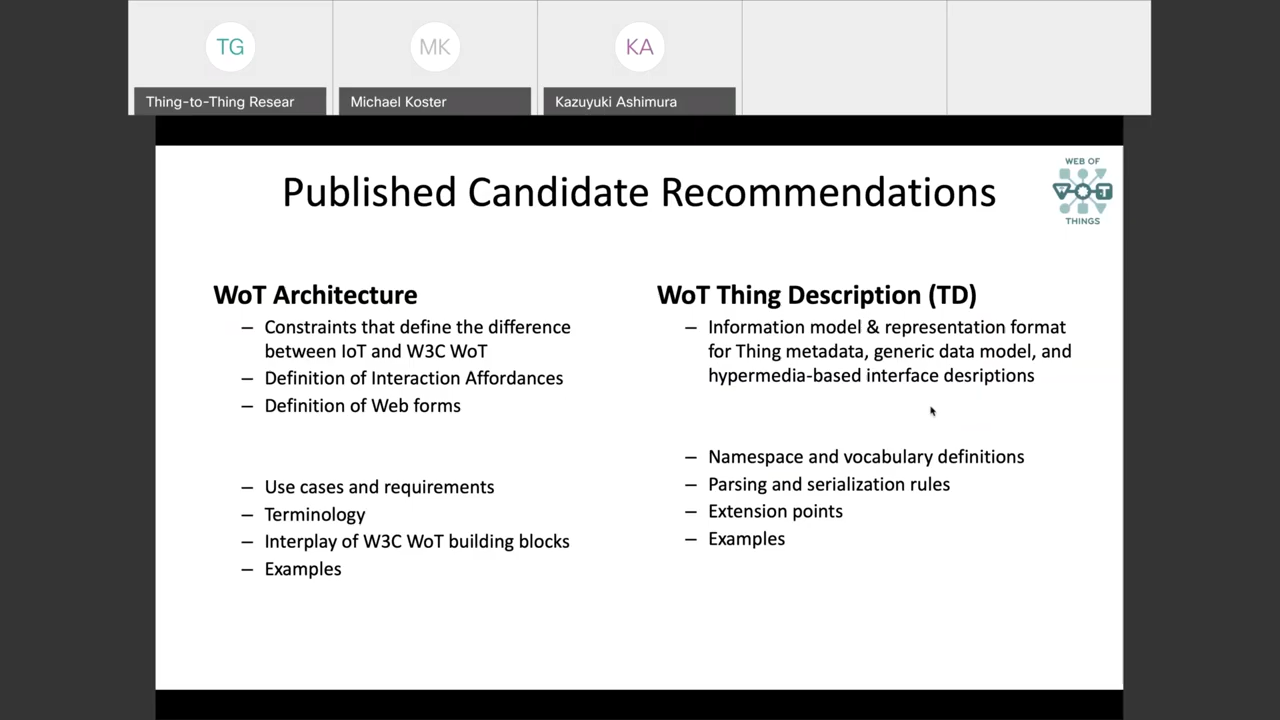 TG
MK
KA
Thing-to-Thing Resear
Michael Koster
Kazuyuki Ashimura
Published Candidate Recommendations
WEB OF
W T
THINGS
WoT Architecture
– Constraints that define the difference
between IoT and W3C WoT
– Definition of Interaction Affordances
– Definition of Web forms
– Use cases and requirements
– Terminology
– Interplay of W3C WoT building blocks
– Examples
WoT Thing Description (TD)
– Information model & representation format
for Thing metadata, generic data model, and
hypermedia-based interface desriptions
– Namespace and vocabulary definitions
– Parsing and serialization rules
– Extension points
– Examples